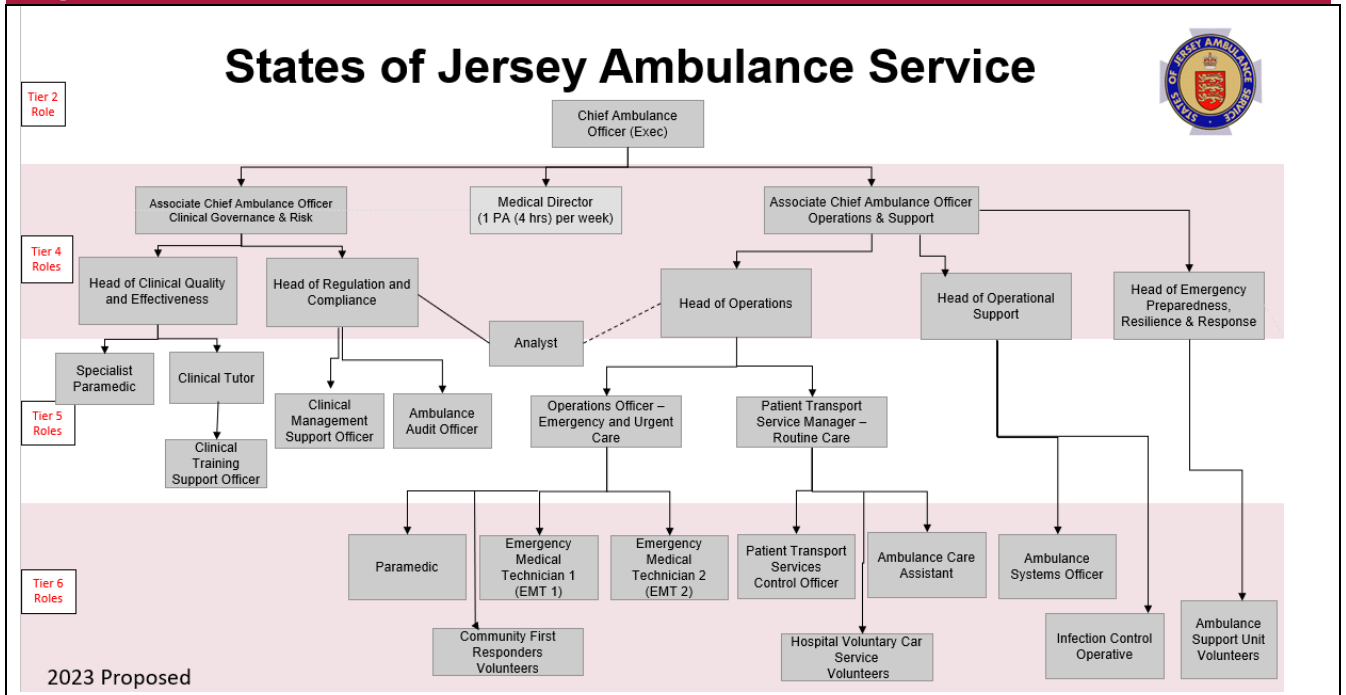 States of Jersey Ambulance Service
STATES OF JERSEY AMBULANCE SERVICE
Tier 2
Role
Chief Ambulance
Officer (Exec)
Associate Chief Ambulance Officer
Clinical Governance & Risk
Medical Director
(1 PA (4 hrs) per week)
Associate Chief Ambulance Officer
Operations & Support
Tier 4
Roles
Head of Clinical Quality
and Effectiveness
Head of Regulation and
Compliance
Head of Operations
Head of Operational
Support
Head of Emergency
Preparedness,
Resilience & Response
Analyst
Tier 5
Roles
Specialist
Paramedic
Clinical Tutor
Clinical
Training
Support Officer
Clinical
Management
Support Officer
Ambulance
Audit Officer
Operations Officer –
Emergency and Urgent
Care
Patient Transport
Service Manager –
Routine Care
Tier 6
Roles
Paramedic
Emergency
Medical
Technician 1
(EMT 1)
Emergency
Medical
Technician 2
(EMT 2)
Patient Transport
Services
Control Officer
Ambulance Care
Assistant
Ambulance
Systems Officer
Community First
Responders
Volunteers
Hospital Voluntary Car
Service
Volunteers
Infection Control
Operative
Ambulance
Support Unit
Volunteers
2023 Proposed